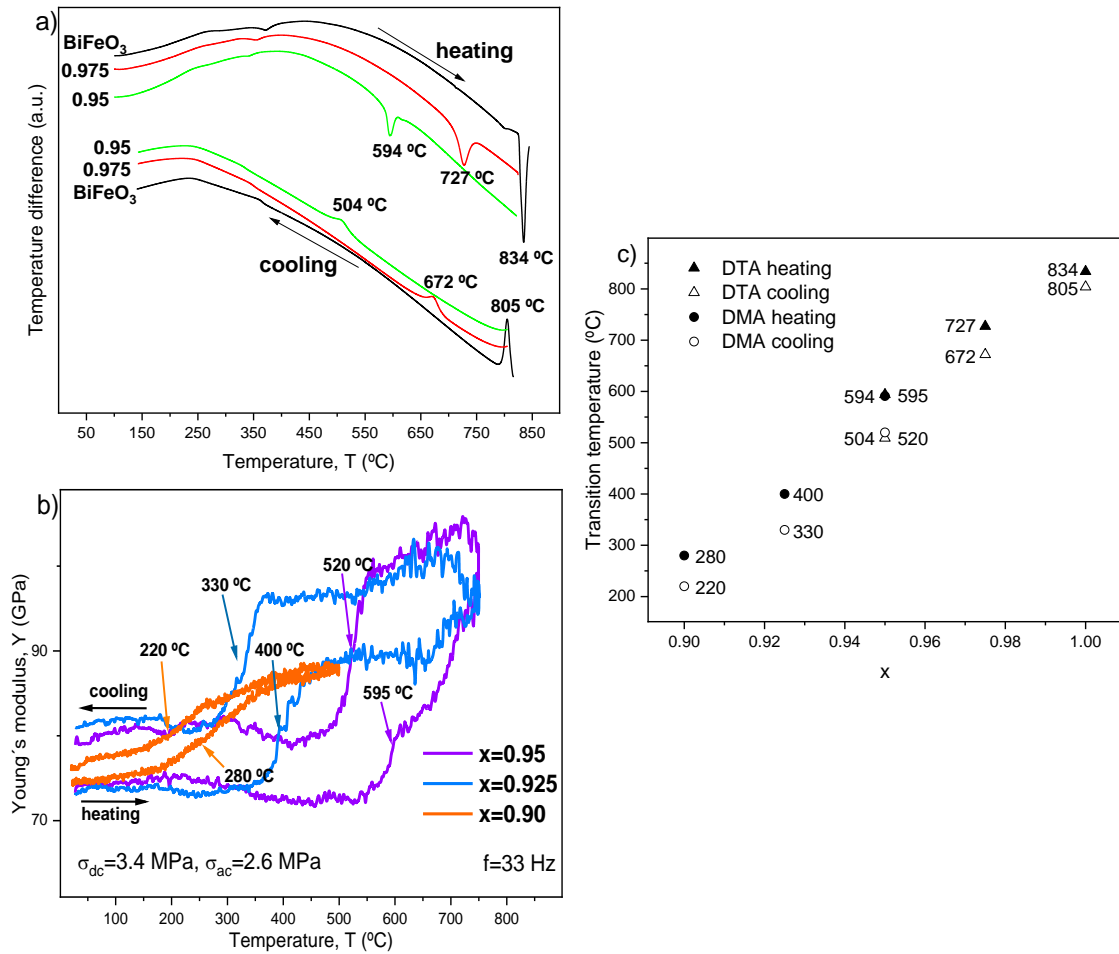 a)
BiFeO3
0.975
0.95
heating
594 ºC
727 ºC
834 ºC
0.95
0.975
BiFeO3
504 ºC
cooling
672 ºC
805 ºC
Temperature difference (a.u.)
50 150 250 350 450 550 650 750 850
Temperature, T (ºC)
b)
330 ºC
520 ºC
220 ºC
400 ºC
595 ºC
cooling
280 ºC
heating
x=0.95
x=0.925
x=0.90
σdc=3.4 MPa, σac=2.6 MPa
f=33 Hz
90
70
Young´s modulus, Y (GPa)
100 200 300 400 500 600 700 800
Temperature, T (ºC)
c)
DTA heating
DTA cooling
DMA heating
DMA cooling
834
805
727
672
594 595
504 520
400
330
280
220
800
700
600
500
400
300
200
Transition temperature (ºC)
0.90 0.92 0.94 0.96 0.98 1.00
x